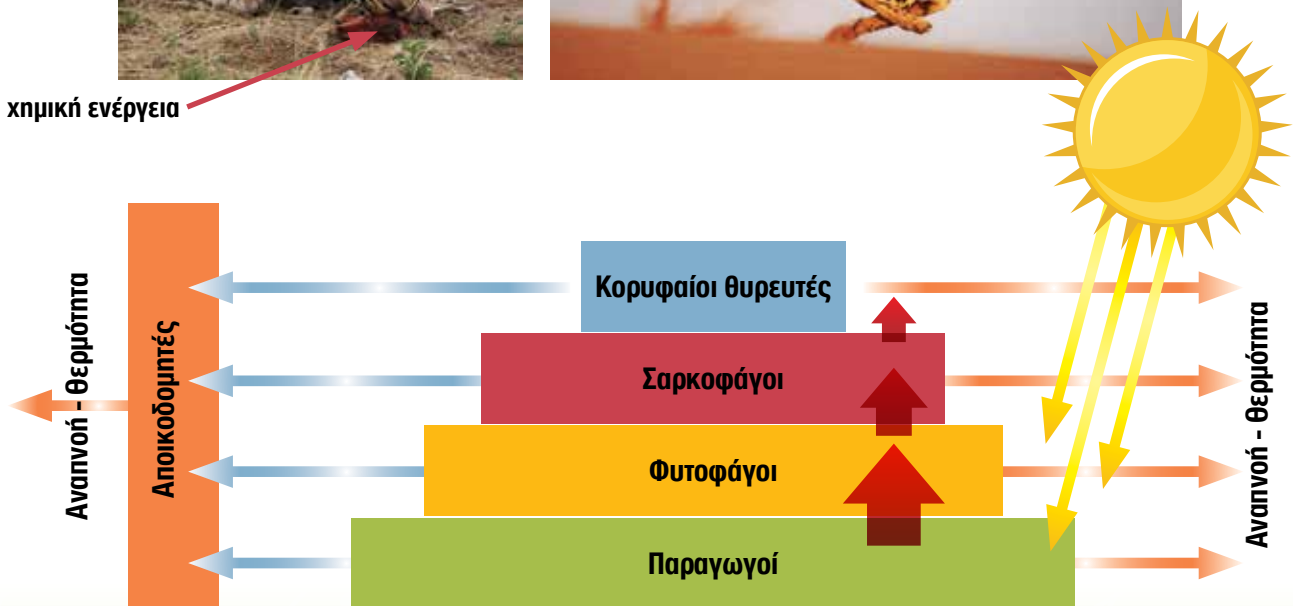 χημική ενέργεια
Κορυφαίοι θυρευτές
Σαρκοφάγοι
Φυτοφάγοι
Παραγωγοί
Αποικοδομητές
Αναπνοή - Θερμότητα
Αναπνοή - Θερμότητα